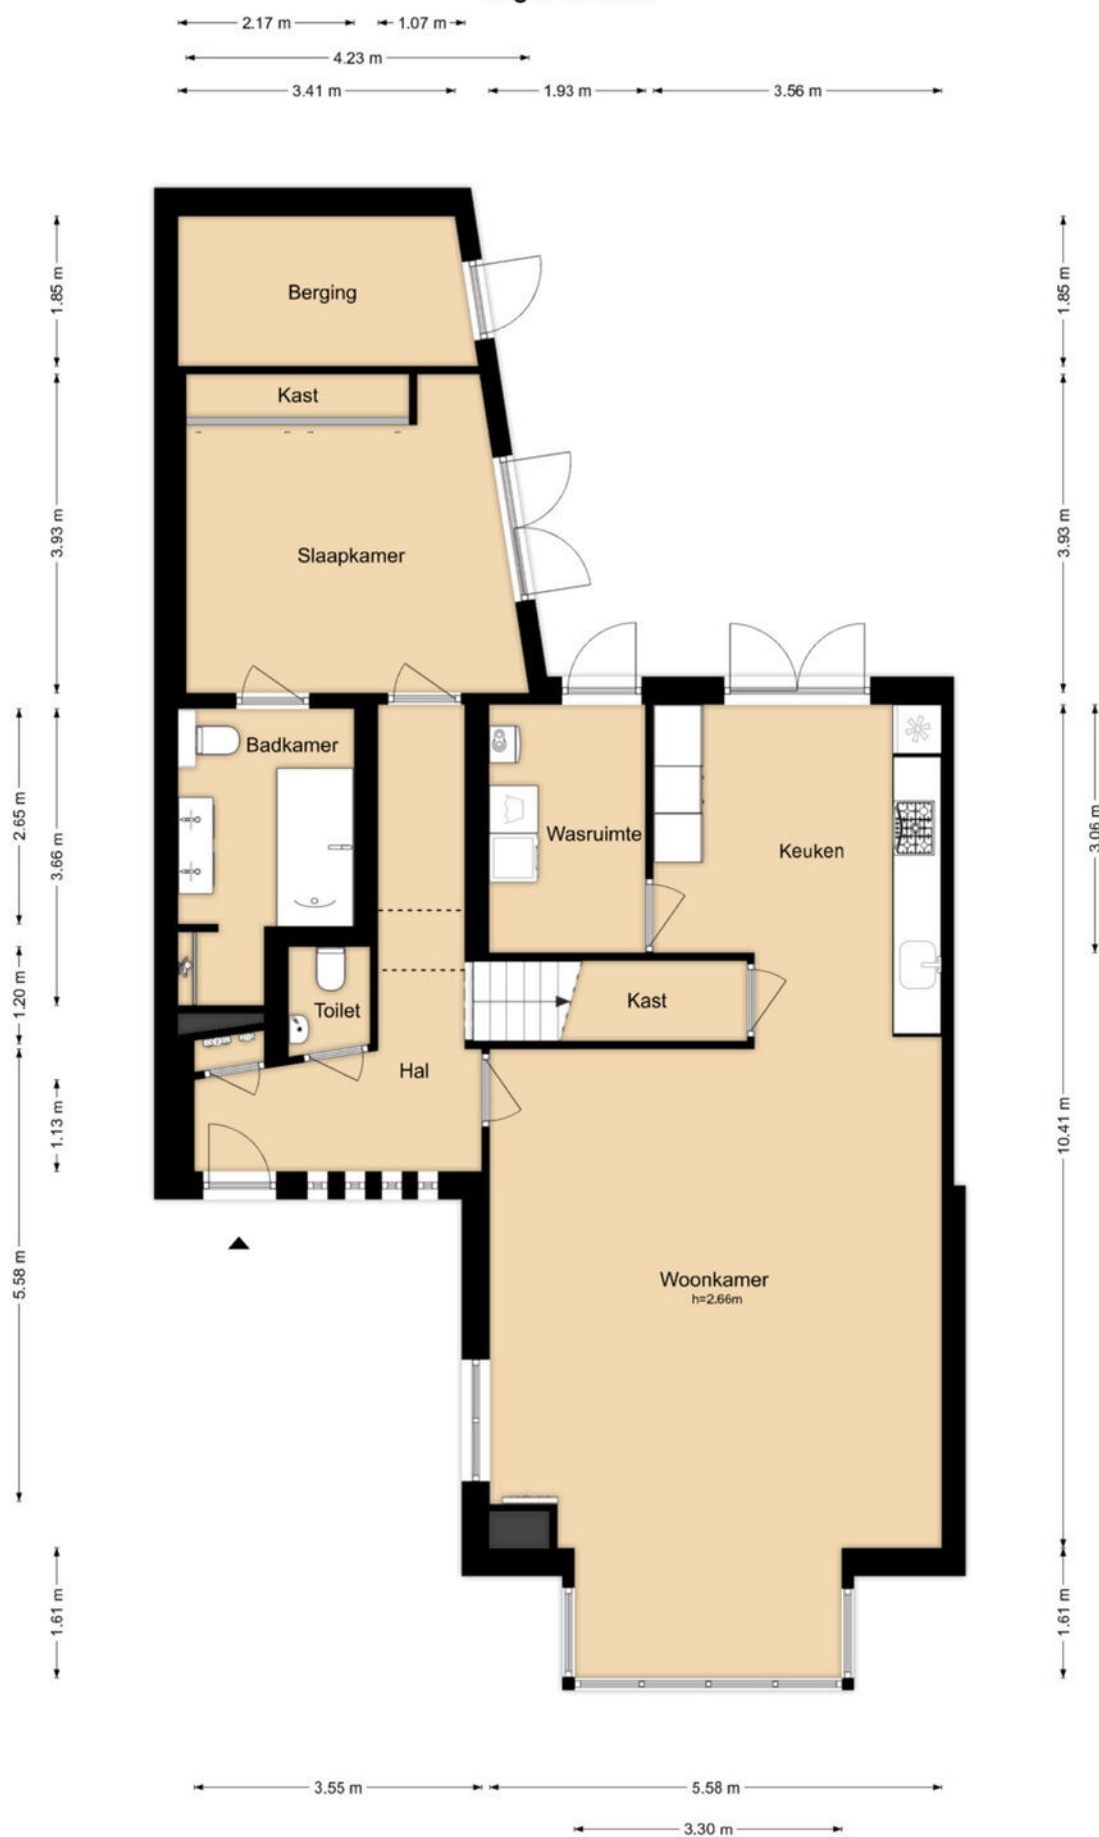 2.17 m
1.07 m
4.23 m
3.41 m
1.93 m
3.56 m
1.85 m
Berging
1.85 m
Kast
3.93 m
Slaapkamer
3.93 m
Badkamer
2.65 m
3.66 m
Wasruimte
Keuken
3.06 m
1.20 m
Toilet
Kast
Hal
1.13 m
10.41 m
5.58 m
Woonkamer
h=2.66m
1.61 m
1.61 m
3.55 m
5.58 m
3.30 m